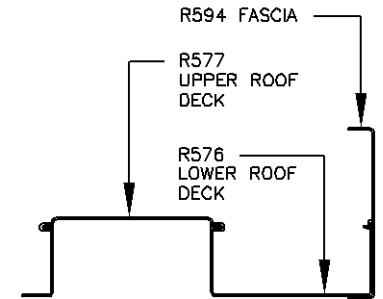 R594 FASCIA
R577
UPPER ROOF
DECK
R576
LOWER ROOF
DECK